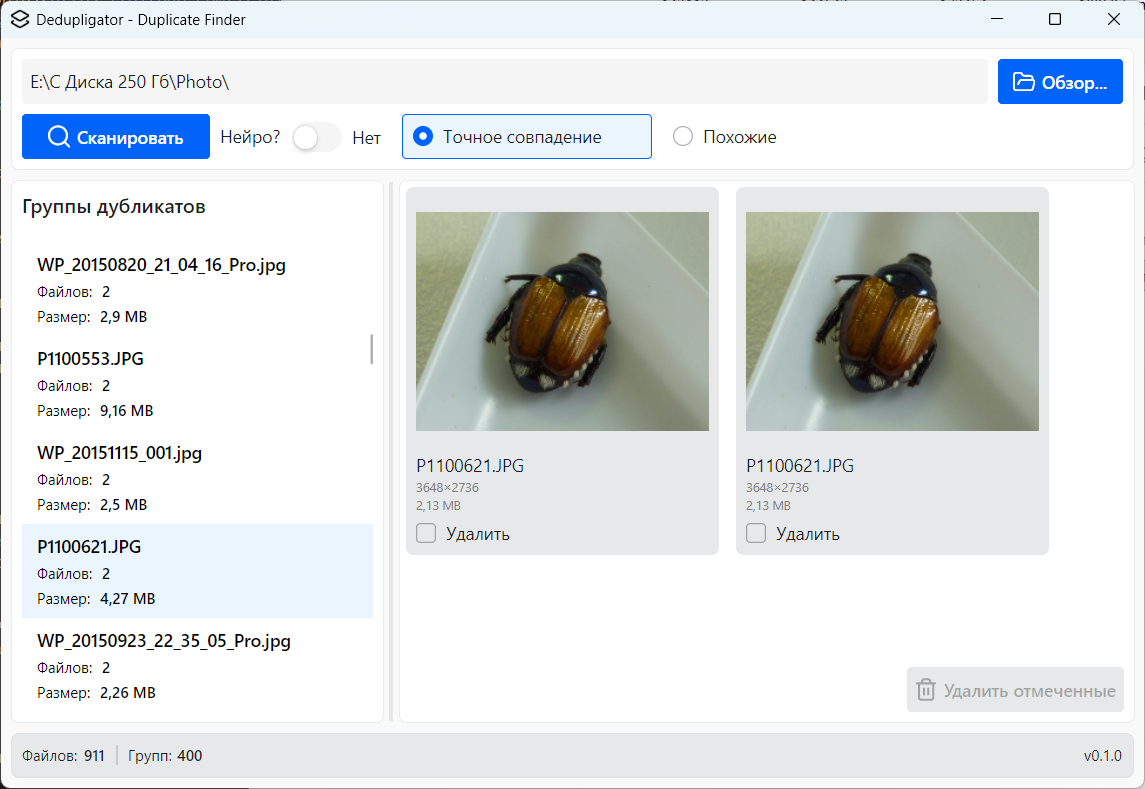 Dedupligator - Duplicate Finder
E:\С Диска 250 Гб\Photo\
Обзор...
Сканировать
Нейро?
Нет
Точное совпадение
Похожие
Группы дубликатов
WP_20150820_21_04_16_Pro.jpg
Файлов: 2
Размер: 2,9 MB
P1100553.JPG
Файлов: 2
Размер: 9,16 MB
WP_20151115_001.jpg
Файлов: 2
Размер: 2,5 MB
P1100621.JPG
Файлов: 2
Размер: 4,27 MB
WP_20150923_22_35_05_Pro.jpg
Файлов: 2
Размер: 2,26 MB
P1100621.JPG
3648×2736
2,13 MB
Удалить
P1100621.JPG
3648×2736
2,13 MB
Удалить
Удалить отмеченные
Файлов: 911
Групп: 400
v0.1.0